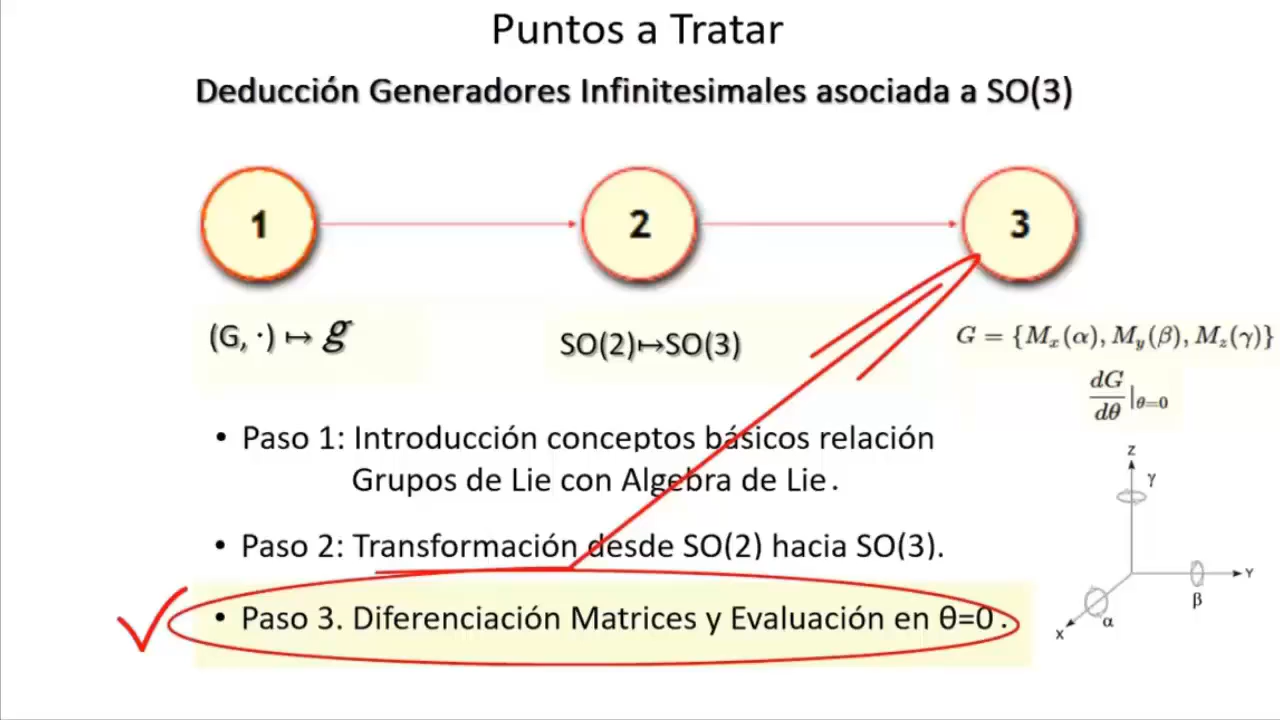 Puntos a Tratar
Deducción Generadores Infinitesimales asociada a SO(3)
1
2
3
(G, ·) ↦ g
SO(2)↦SO(3)
G = {Mₓ(α), M_y(β), M_z(γ)}
dG
dθ |θ=0
• Paso 1: Introducción conceptos básicos relación
Grupos de Lie con Algebra de Lie.
• Paso 2: Transformación desde SO(2) hacia SO(3).
• Paso 3. Diferenciación Matrices y Evaluación en θ=0.
Z
γ
Y
β
X
α